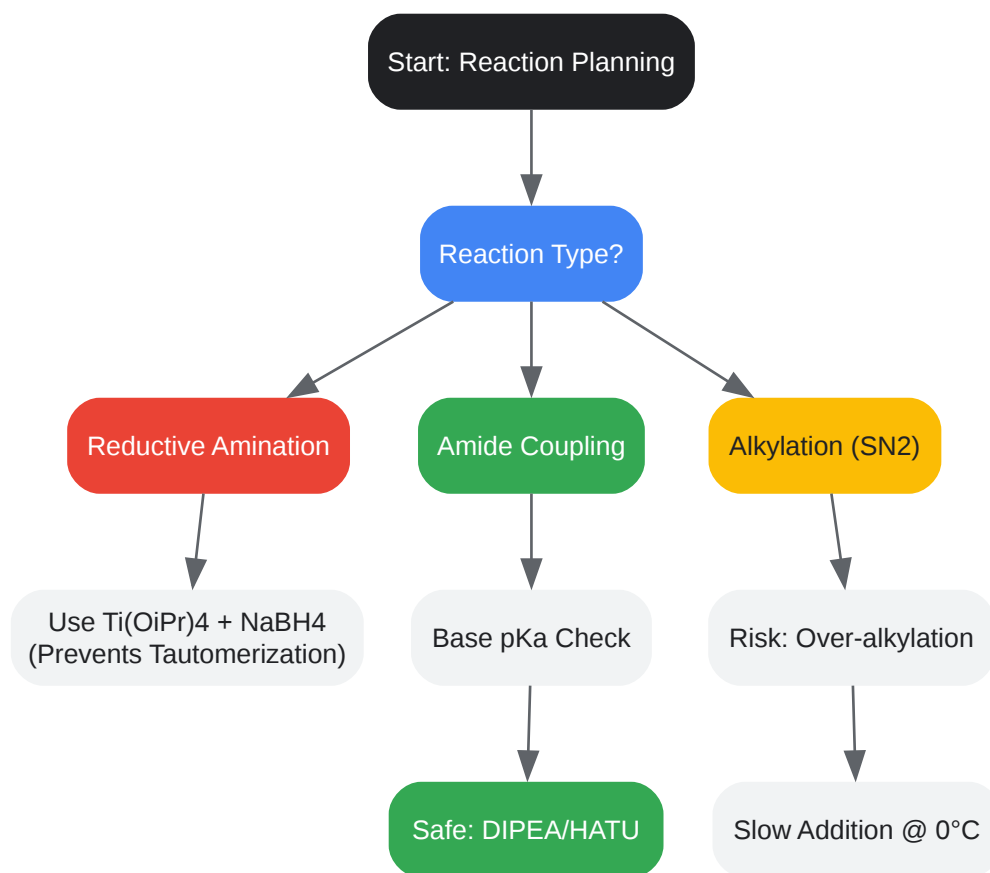 Start: Reaction Planning
Reaction Type?
Reductive Amination
Amide Coupling
Alkylation (SN2)
Use Ti(OiPr)4 + NaBH4
(Prevents Tautomerization)
Base pKa Check
Risk: Over-alkylation
Safe: DIPEA/HATU
Slow Addition @ 0°C